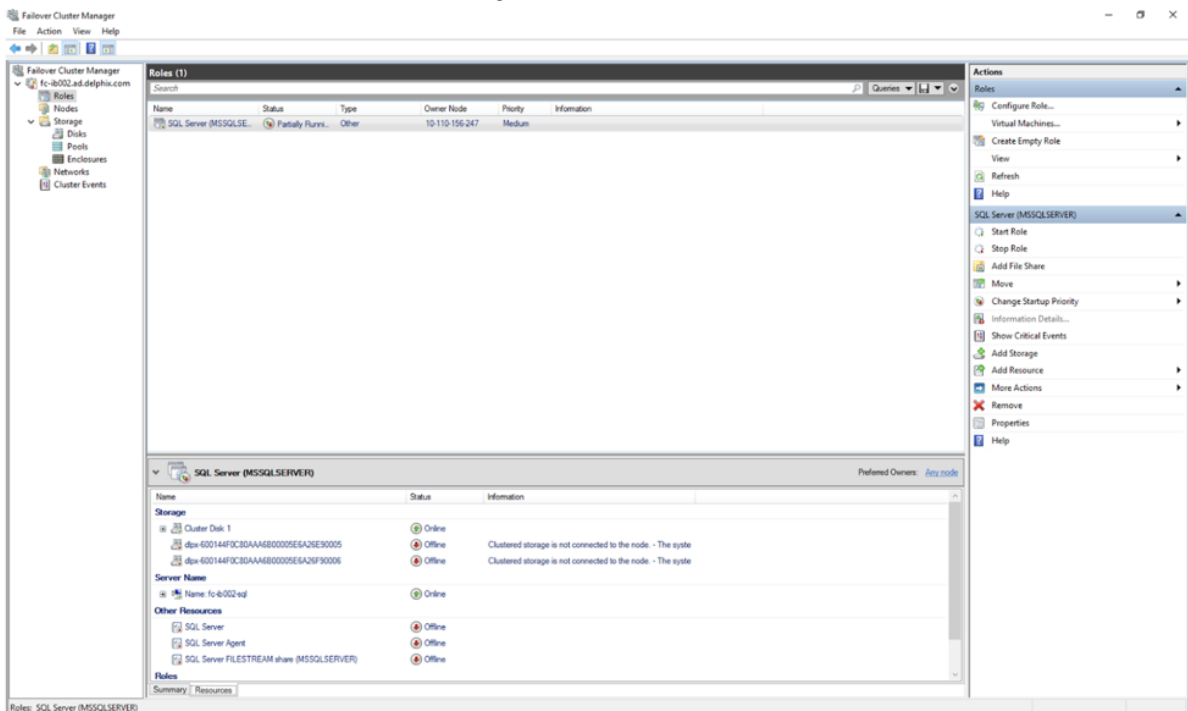 Failover Cluster Manager
File Action View Help
Failover Cluster Manager
fc-ib002.ad.delphix.com
Roles
Nodes
Storage
Disks
Pools
Enclosures
Networks
Cluster Events
Roles (1)
Search
Queries
Name Status Type Owner Node Priority Information
SQL Server (MSSQLSE... Partially Runni... Other 10-110-156-247 Medium
SQL Server (MSSQLSERVER)
Preferred Owners: Any node
Name Status Information
Storage
Cluster Disk 1 Online
dlpx-600144F0C80AAA6B00005E6A26E90005 Offline Clustered storage is not connected to the node. - The syste
dlpx-600144F0C80AAA6B00005E6A26F90006 Offline Clustered storage is not connected to the node. - The syste
Server Name
Name: fc-ib002-sql Online
Other Resources
SQL Server Offline
SQL Server Agent Offline
SQL Server FILESTREAM share (MSSQLSERVER) Offline
Roles
Summary Resources
Actions
Roles
Configure Role...
Virtual Machines...
Create Empty Role
View
Refresh
Help
SQL Server (MSSQLSERVER)
Start Role
Stop Role
Add File Share
Move
Change Startup Priority
Information Details...
Show Critical Events
Add Storage
Add Resource
More Actions
Remove
Properties
Help
Roles: SQL Server (MSSQLSERVER)